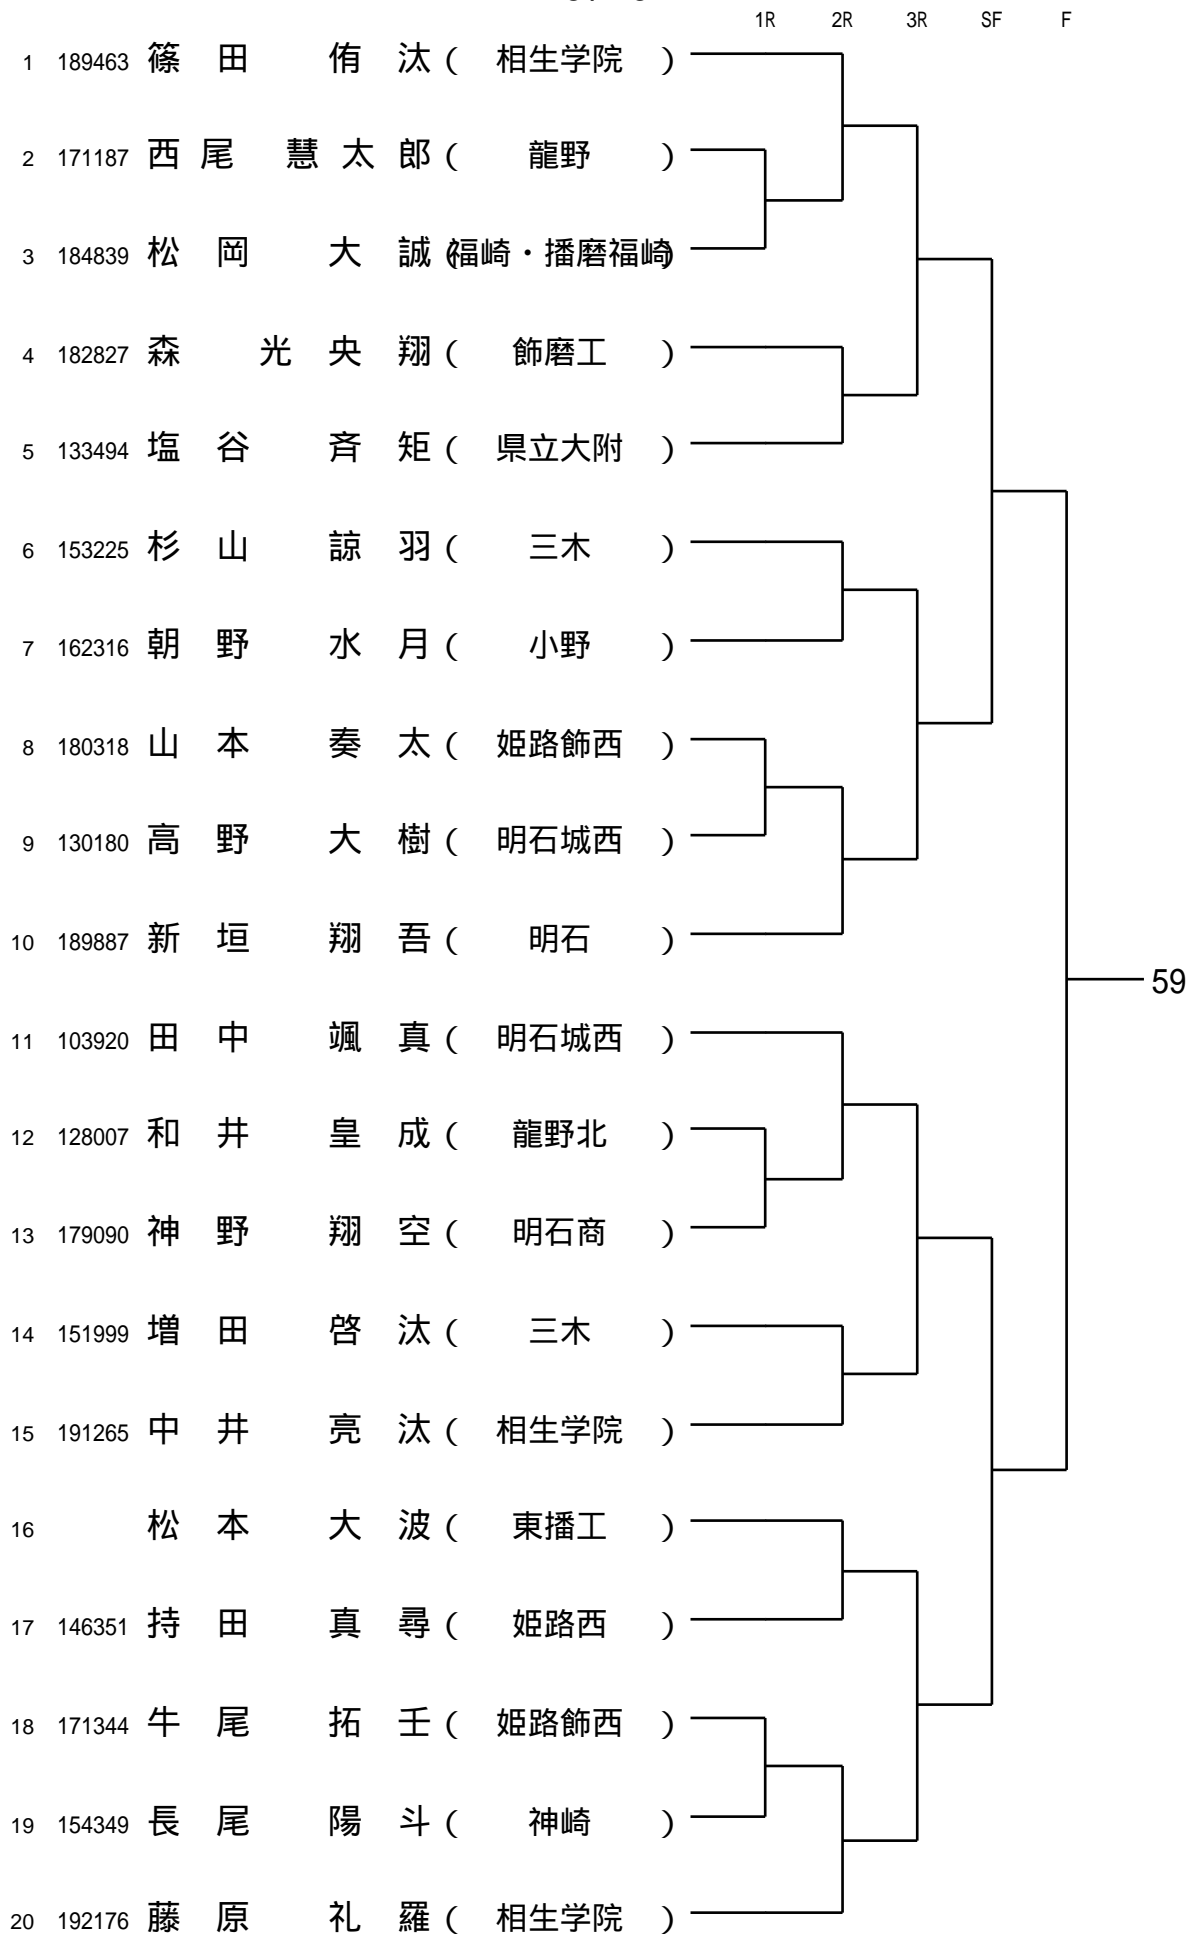 1R 2R 3R SF F
1 189463 篠田 侑汰 ( 相生学院 )
2 171187 西尾 慧太郎 ( 龍野 )
3 184839 松岡 大誠 (福崎・播磨福崎)
4 182827 森 光央翔 ( 飾磨工 )
5 133494 塩谷 斉矩 ( 県立大附 )
6 153225 杉山 諒羽 ( 三木 )
7 162316 朝野 水月 ( 小野 )
8 180318 山本 奏太 ( 姫路飾西 )
9 130180 高野 大樹 ( 明石城西 )
10 189887 新垣 翔吾 ( 明石 )
59
11 103920 田中 颯真 ( 明石城西 )
12 128007 和井 皇成 ( 龍野北 )
13 179090 神野 翔空 ( 明石商 )
14 151999 増田 啓汰 ( 三木 )
15 191265 中井 亮汰 ( 相生学院 )
16 松本 大波 ( 東播工 )
17 146351 持田 真尋 ( 姫路西 )
18 171344 牛尾 拓壬 ( 姫路飾西 )
19 154349 長尾 陽斗 ( 神崎 )
20 192176 藤原 礼羅 ( 相生学院 )